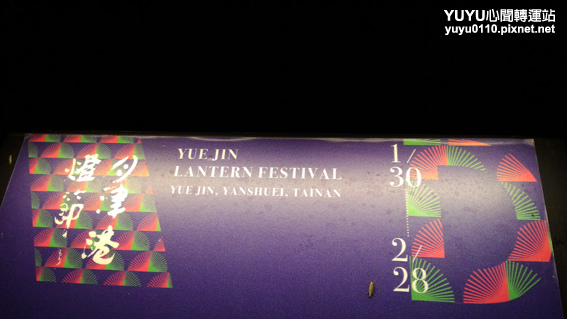 YUYU心聞轉運站
yuyu0110.pixnet.net
月津港
燈節
YUE JIN
LANTERN FESTIVAL
YUE JIN, YANSHUEI, TAINAN
1/30
2/28